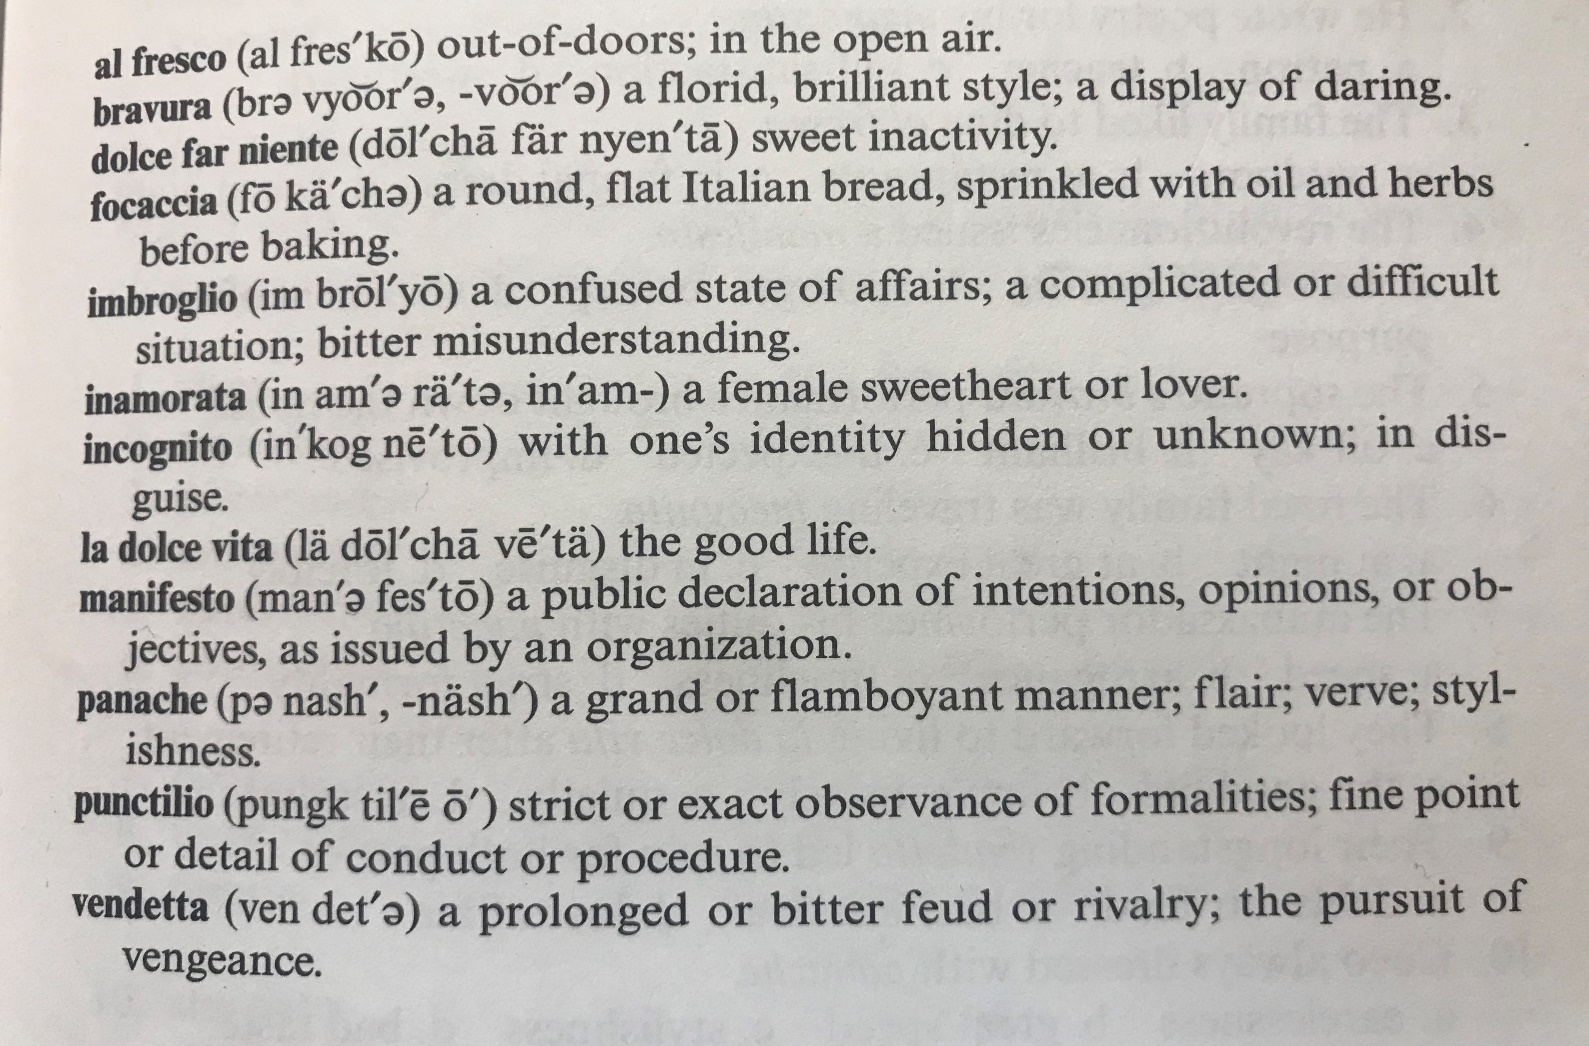 al fresco (al fres′kō) out-of-doors; in the open air.
bravura (brə vyo͝or′ə, -vo͝or′ə) a florid, brilliant style; a display of daring.
dolce far niente (dōl′chā fär nyen′tā) sweet inactivity.
focaccia (fō kä′chə) a round, flat Italian bread, sprinkled with oil and herbs
before baking.
imbroglio (im brōl′yō) a confused state of affairs; a complicated or difficult
situation; bitter misunderstanding.
inamorata (in am′ə rä′tə, in′am-) a female sweetheart or lover.
incognito (in′kog nē′tō) with one’s identity hidden or unknown; in dis-
guise.
la dolce vita (lä dōl′chā vē′tä) the good life.
manifesto (man′ə fes′tō) a public declaration of intentions, opinions, or ob-
jectives, as issued by an organization.
panache (pə nash′, -näsh′) a grand or flamboyant manner; flair; verve; styl-
ishness.
punctilio (pungk til′ē ō′) strict or exact observance of formalities; fine point
or detail of conduct or procedure.
vendetta (ven det′ə) a prolonged or bitter feud or rivalry; the pursuit of
vengeance.